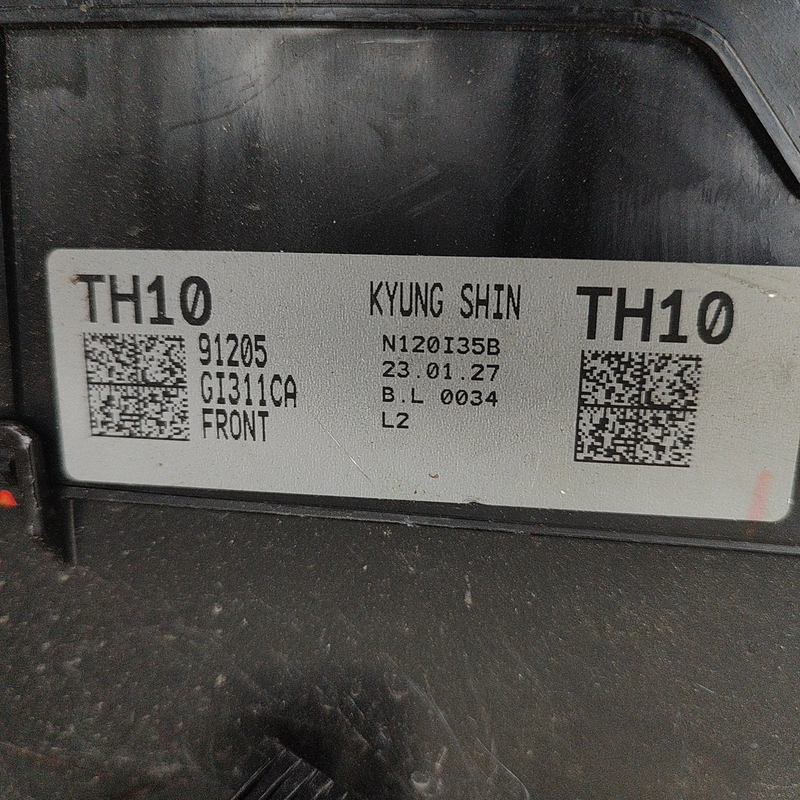 TH10
91205
GI311CA
FRONT
KYUNG SHIN
N120I35B
23.01.27
B.L 0034
L2
TH10